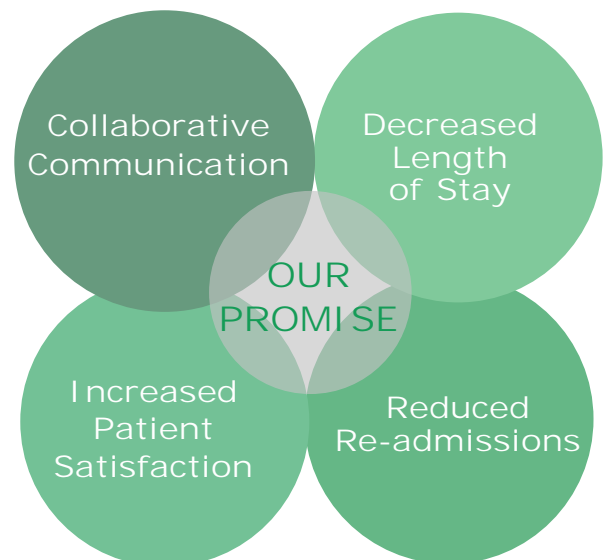 Collaborative
Communication
Decreased
Length
of Stay
OUR
PROMISE
Increased
Patient
Satisfaction
Reduced
Re-admissions